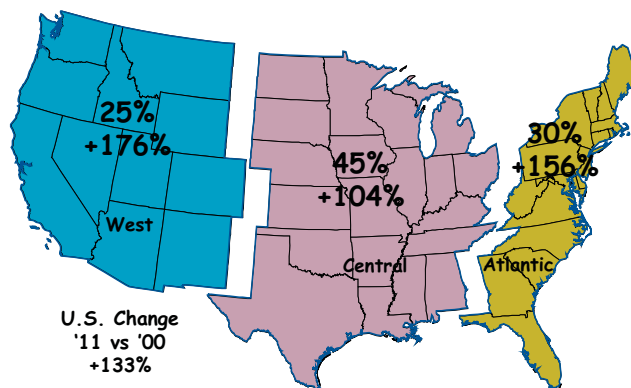 25%
+176%
West
45%
+104%
Central
30%
+156%
Atlantic
U.S. Change
'11 vs '00
+133%